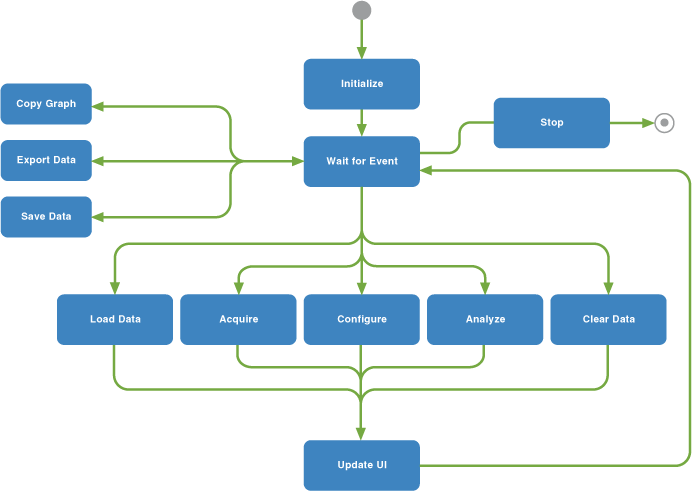 Initialize
Copy Graph
Stop
Export Data
Wait for Event
Save Data
Load Data
Acquire
Configure
Analyze
Clear Data
Update UI